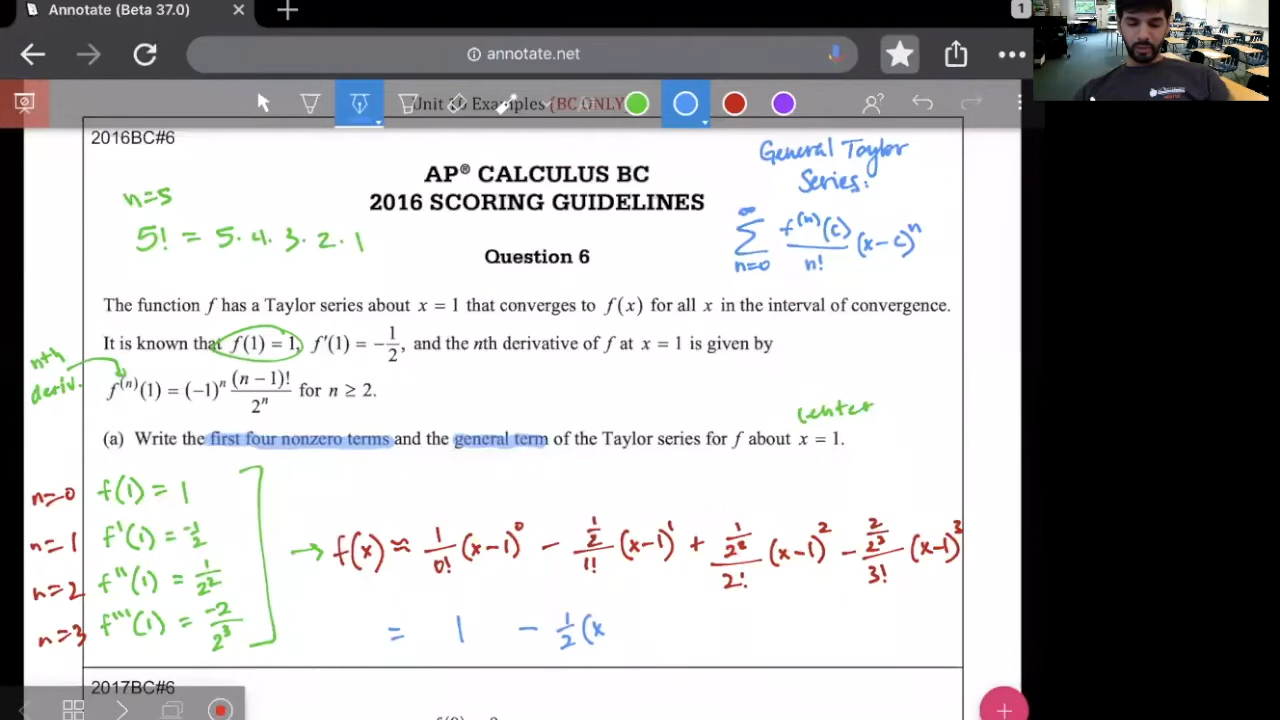 Annotate (Beta 37.0)
1
annotate.net
Examples (BC ONLY
2016BC#6
AP® CALCULUS BC
2016 SCORING GUIDELINES
Question 6
General Taylor
Series:
∑_{n=0}^{∞} f^{(n)}(c)/n! (x-c)^n
n=5
5! = 5·4·3·2·1
The function f has a Taylor series about x = 1 that converges to f(x) for all x in the interval of convergence.
It is known that f(1) = 1, f′(1) = −1/2, and the nth derivative of f at x = 1 is given by
nth
deriv.
f^{(n)}(1) = (−1)^n (n − 1)!/2^n for n ≥ 2.
center
(a) Write the first four nonzero terms and the general term of the Taylor series for f about x = 1.
n=0 f(1) = 1
n=1 f'(1) = -1/2
n=2 f''(1) = 1/2²
n=3 f'''(1) = -2/2³
→ f(x) ≈ 1/0! (x-1)^0 − (1/2)/1! (x-1)^1 + (1/2²)/2! (x-1)² − (2/2³)/3! (x-1)³
= 1 − 1/2 (x
2017BC#6